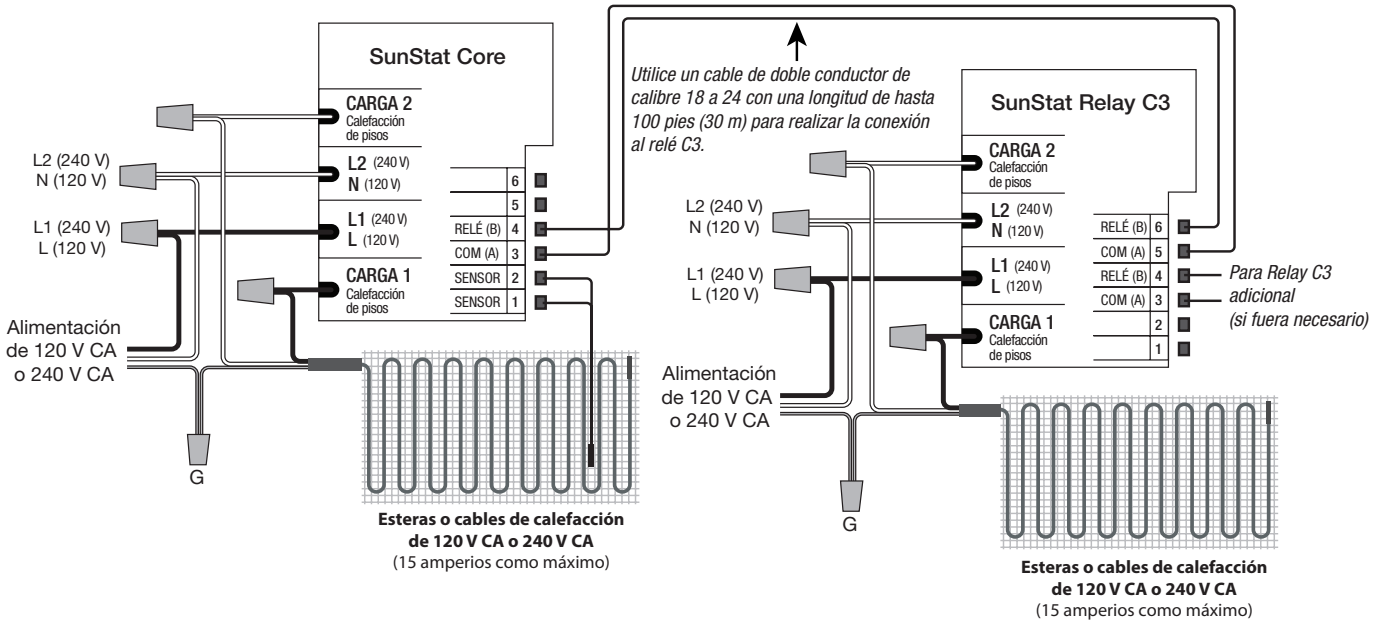 SunStat Core
CARGA 2
Calefacción
de pisos
L2 (240 V)
N (120 V)
L1 (240 V)
L (120 V)
CARGA 1
Calefacción
de pisos
6
5
RELÉ (B) 4
COM (A) 3
SENSOR 2
SENSOR 1
L2 (240 V)
N (120 V)
L1 (240 V)
L (120 V)
Alimentación
de 120 V CA
o 240 V CA
G
Esteras o cables de calefacción
de 120 V CA o 240 V CA
(15 amperios como máximo)
Utilice un cable de doble conductor de
calibre 18 a 24 con una longitud de hasta
100 pies (30 m) para realizar la conexión
al relé C3.
SunStat Relay C3
CARGA 2
Calefacción
de pisos
L2 (240 V)
N (120 V)
L1 (240 V)
L (120 V)
CARGA 1
Calefacción
de pisos
RELÉ (B) 6
COM (A) 5
RELÉ (B) 4
COM (A) 3
2
1
Para Relay C3
adicional
(si fuera necesario)
L2 (240 V)
N (120 V)
L1 (240 V)
L (120 V)
Alimentación
de 120 V CA
o 240 V CA
G
Esteras o cables de calefacción
de 120 V CA o 240 V CA
(15 amperios como máximo)